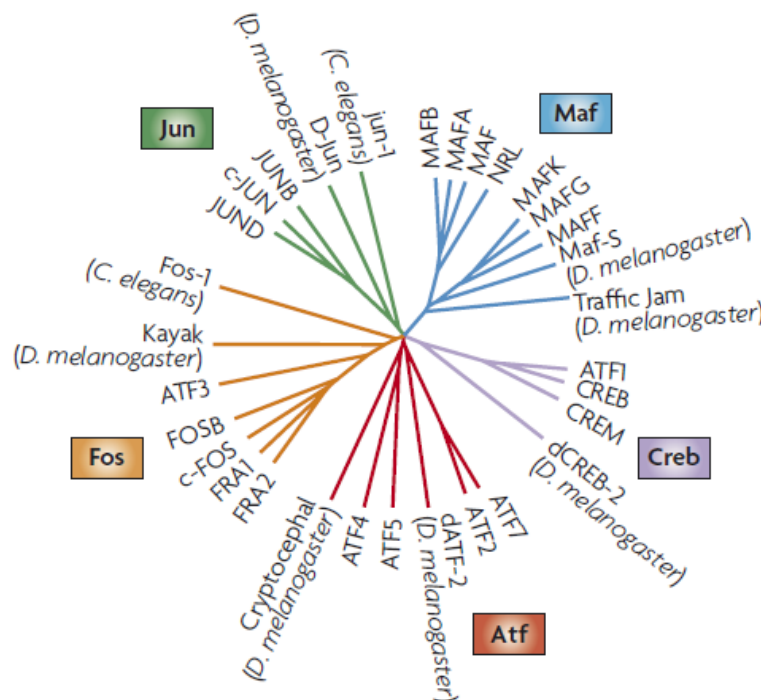 Jun
JUND
c-JUN
JUNB
D-Jun
(D. melanogaster)
jun-1
(C. elegans)
Maf
MAFB
MAFA
MAF
NRL
MAFK
MAFG
MAFF
Maf-S
(D. melanogaster)
Traffic Jam
(D. melanogaster)
Creb
ATF1
CREB
CREM
dCREB-2
(D. melanogaster)
Atf
ATF7
ATF2
dATF-2
(D. melanogaster)
ATF5
ATF4
Cryptocephal
(D. melanogaster)
Fos
FRA2
FRA1
c-FOS
FOSB
ATF3
Kayak
(D. melanogaster)
Fos-1
(C. elegans)